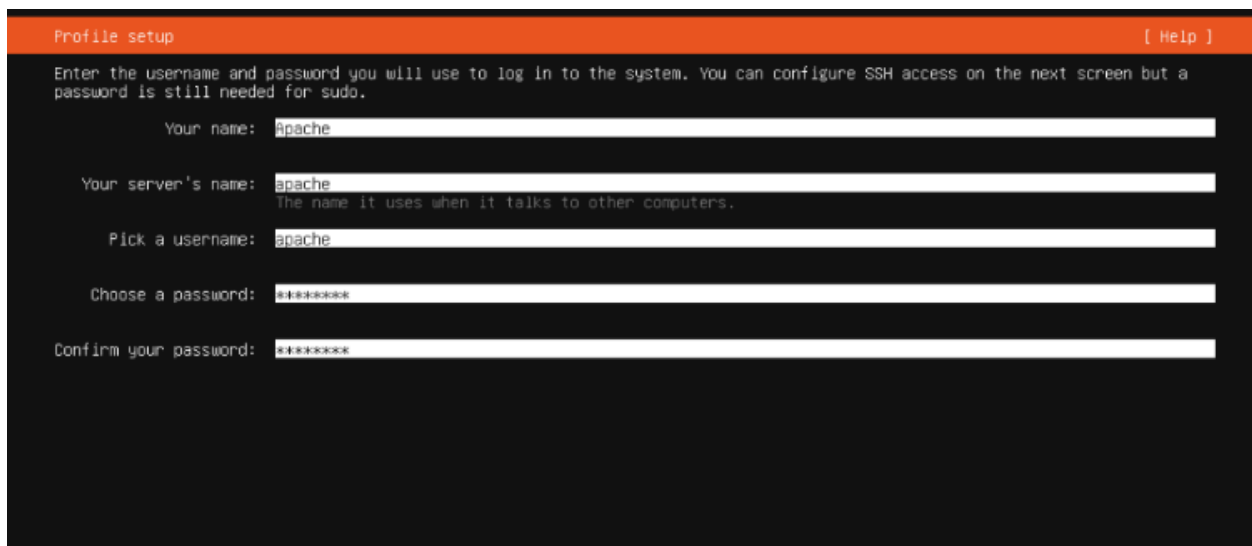 Profile setup [ Help ]
Enter the username and password you will use to log in to the system. You can configure SSH access on the next screen but a
password is still needed for sudo.
Your name: Apache
Your server's name: apache
The name it uses when it talks to other computers.
Pick a username: apache
Choose a password: ********
Confirm your password: ********